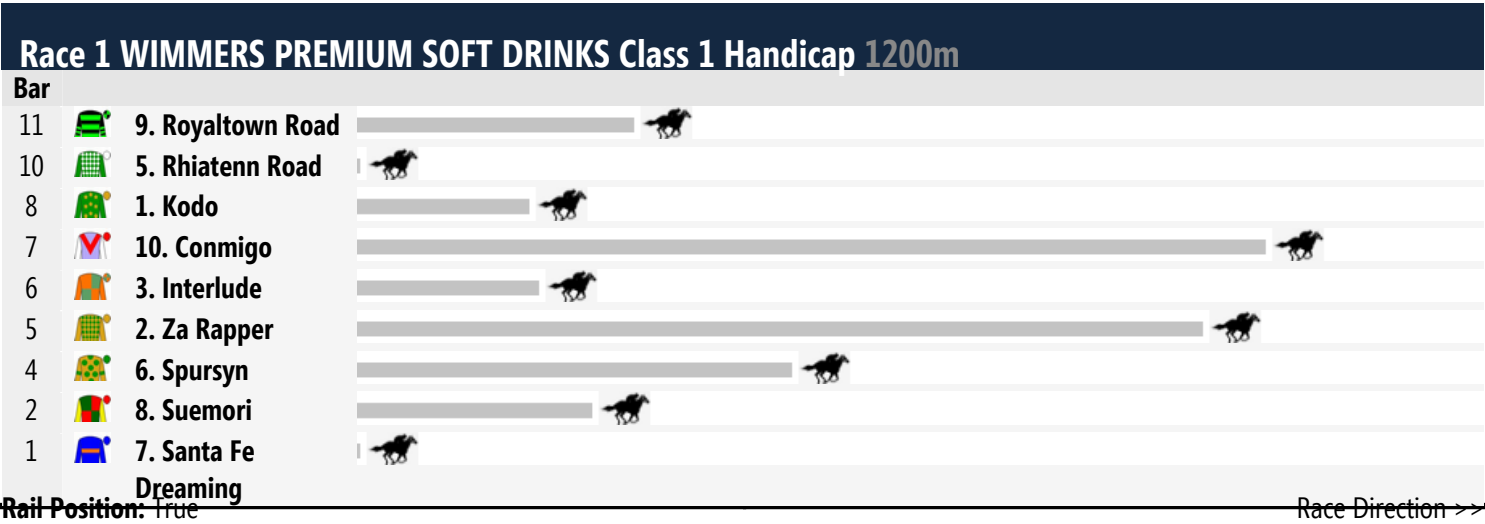 Race 1 WIMMERS PREMIUM SOFT DRINKS Class 1 Handicap 1200m
Bar
11 9. Royaltown Road
10 5. Rhiatenn Road
8 1. Kodo
7 10. Conmigo
6 3. Interlude
5 2. Za Rapper
4 6. Spursyn
2 8. Suemori
1 7. Santa Fe
Dreaming
Rail Position: True Race Direction >>